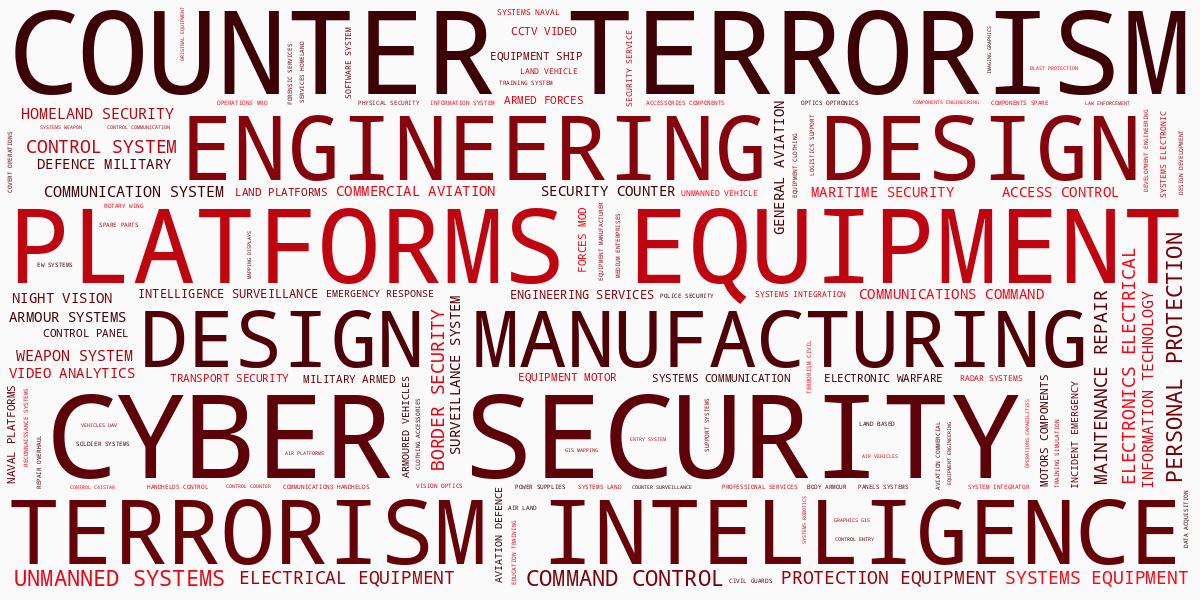 COUNTER TERRORISM
ORIGINAL EQUIPMENT
FORENSIC SERVICES
SERVICES HOMELAND
SOFTWARE SYSTEM
SYSTEMS NAVAL
CCTV VIDEO
EQUIPMENT SHIP
LAND VEHICLE
TRAINING SYSTEM
ARMED FORCES
SECURITY SERVICE
IMAGING GRAPHICS
BLAST PROTECTION
OPERATIONS MRO
PHYSICAL SECURITY
INFORMATION SYSTEM
ACCESSORIES COMPONENTS
OPTICS OPTRONICS
COMPONENTS ENGINEERING
COMPONENTS SPARE
LAW ENFORCEMENT
HOMELAND SECURITY
SYSTEMS WEAPON
CONTROL COMMUNICATION
COVERT OPERATIONS
CONTROL SYSTEM
DEFENCE MILITARY
ENGINEERING DESIGN
GENERAL AVIATION
EQUIPMENT CLOTHING
LOGISTICS SUPPORT
DEVELOPMENT ENGINEERING
SYSTEMS ELECTRONIC
DESIGN DEVELOPMENT
COMMUNICATION SYSTEM
LAND PLATFORMS
COMMERCIAL AVIATION
SECURITY COUNTER
UNMANNED VEHICLE
MARITIME SECURITY
ACCESS CONTROL
ROTARY WING
SPARE PARTS
EW SYSTEMS
PLATFORMS EQUIPMENT
MAPPING DISPLAYS
FORCES MOD
EQUIPMENT MANUFACTURER
MEDIUM ENTERPRISES
PERSONAL PROTECTION
NIGHT VISION
INTELLIGENCE SURVEILLANCE
EMERGENCY RESPONSE
ENGINEERING SERVICES
POLICE SECURITY
SYSTEMS INTEGRATION
COMMUNICATIONS COMMAND
ARMOUR SYSTEMS
CONTROL PANEL
DESIGN MANUFACTURING
WEAPON SYSTEM
VIDEO ANALYTICS
BORDER SECURITY
SURVEILLANCE SYSTEM
MAINTENANCE REPAIR
ELECTRONICS ELECTRICAL
INFORMATION TECHNOLOGY
TERRORISM CIVIL
TRANSPORT SECURITY
MILITARY ARMED
EQUIPMENT MOTOR
SYSTEMS COMMUNICATION
ELECTRONIC WARFARE
RADAR SYSTEMS
NAVAL PLATFORMS
RECONNAISSANCE SYSTEMS
REPAIR OVERHAUL
CYBER SECURITY
VEHICLES UAV
SOLDIER SYSTEMS
AIR PLATFORMS
ARMOURED VEHICLES
CLOTHING ACCESSORIES
GIS MAPPING
ENTRY SYSTEM
SUPPORT SYSTEMS
LAND BASED
AIR VEHICLES
AVIATION COMMERCIAL
EQUIPMENT ENGINEERING
OPERATIONS CAPABILITIES
MOTORS COMPONENTS
TRAINING SIMULATION
INCIDENT EMERGENCY
CONTROL C4ISTAR
HANDHELDS CONTROL
CONTROL COUNTER
COMMUNICATIONS HANDHELDS
VISION OPTICS
POWER SUPPLIES
SYSTEMS LAND
COUNTER SURVEILLANCE
PROFESSIONAL SERVICES
BODY ARMOUR
PANELS SYSTEMS
SYSTEM INTEGRATOR
TERRORISM INTELLIGENCE
AVIATION DEFENCE
AIR LAND
EDUCATION TRAINING
SYSTEMS ROBOTICS
GRAPHICS GIS
CONTROL ENTRY
DATA ACQUISITION
UNMANNED SYSTEMS
ELECTRICAL EQUIPMENT
COMMAND CONTROL
CIVIL GUARDS
PROTECTION EQUIPMENT
SYSTEMS EQUIPMENT